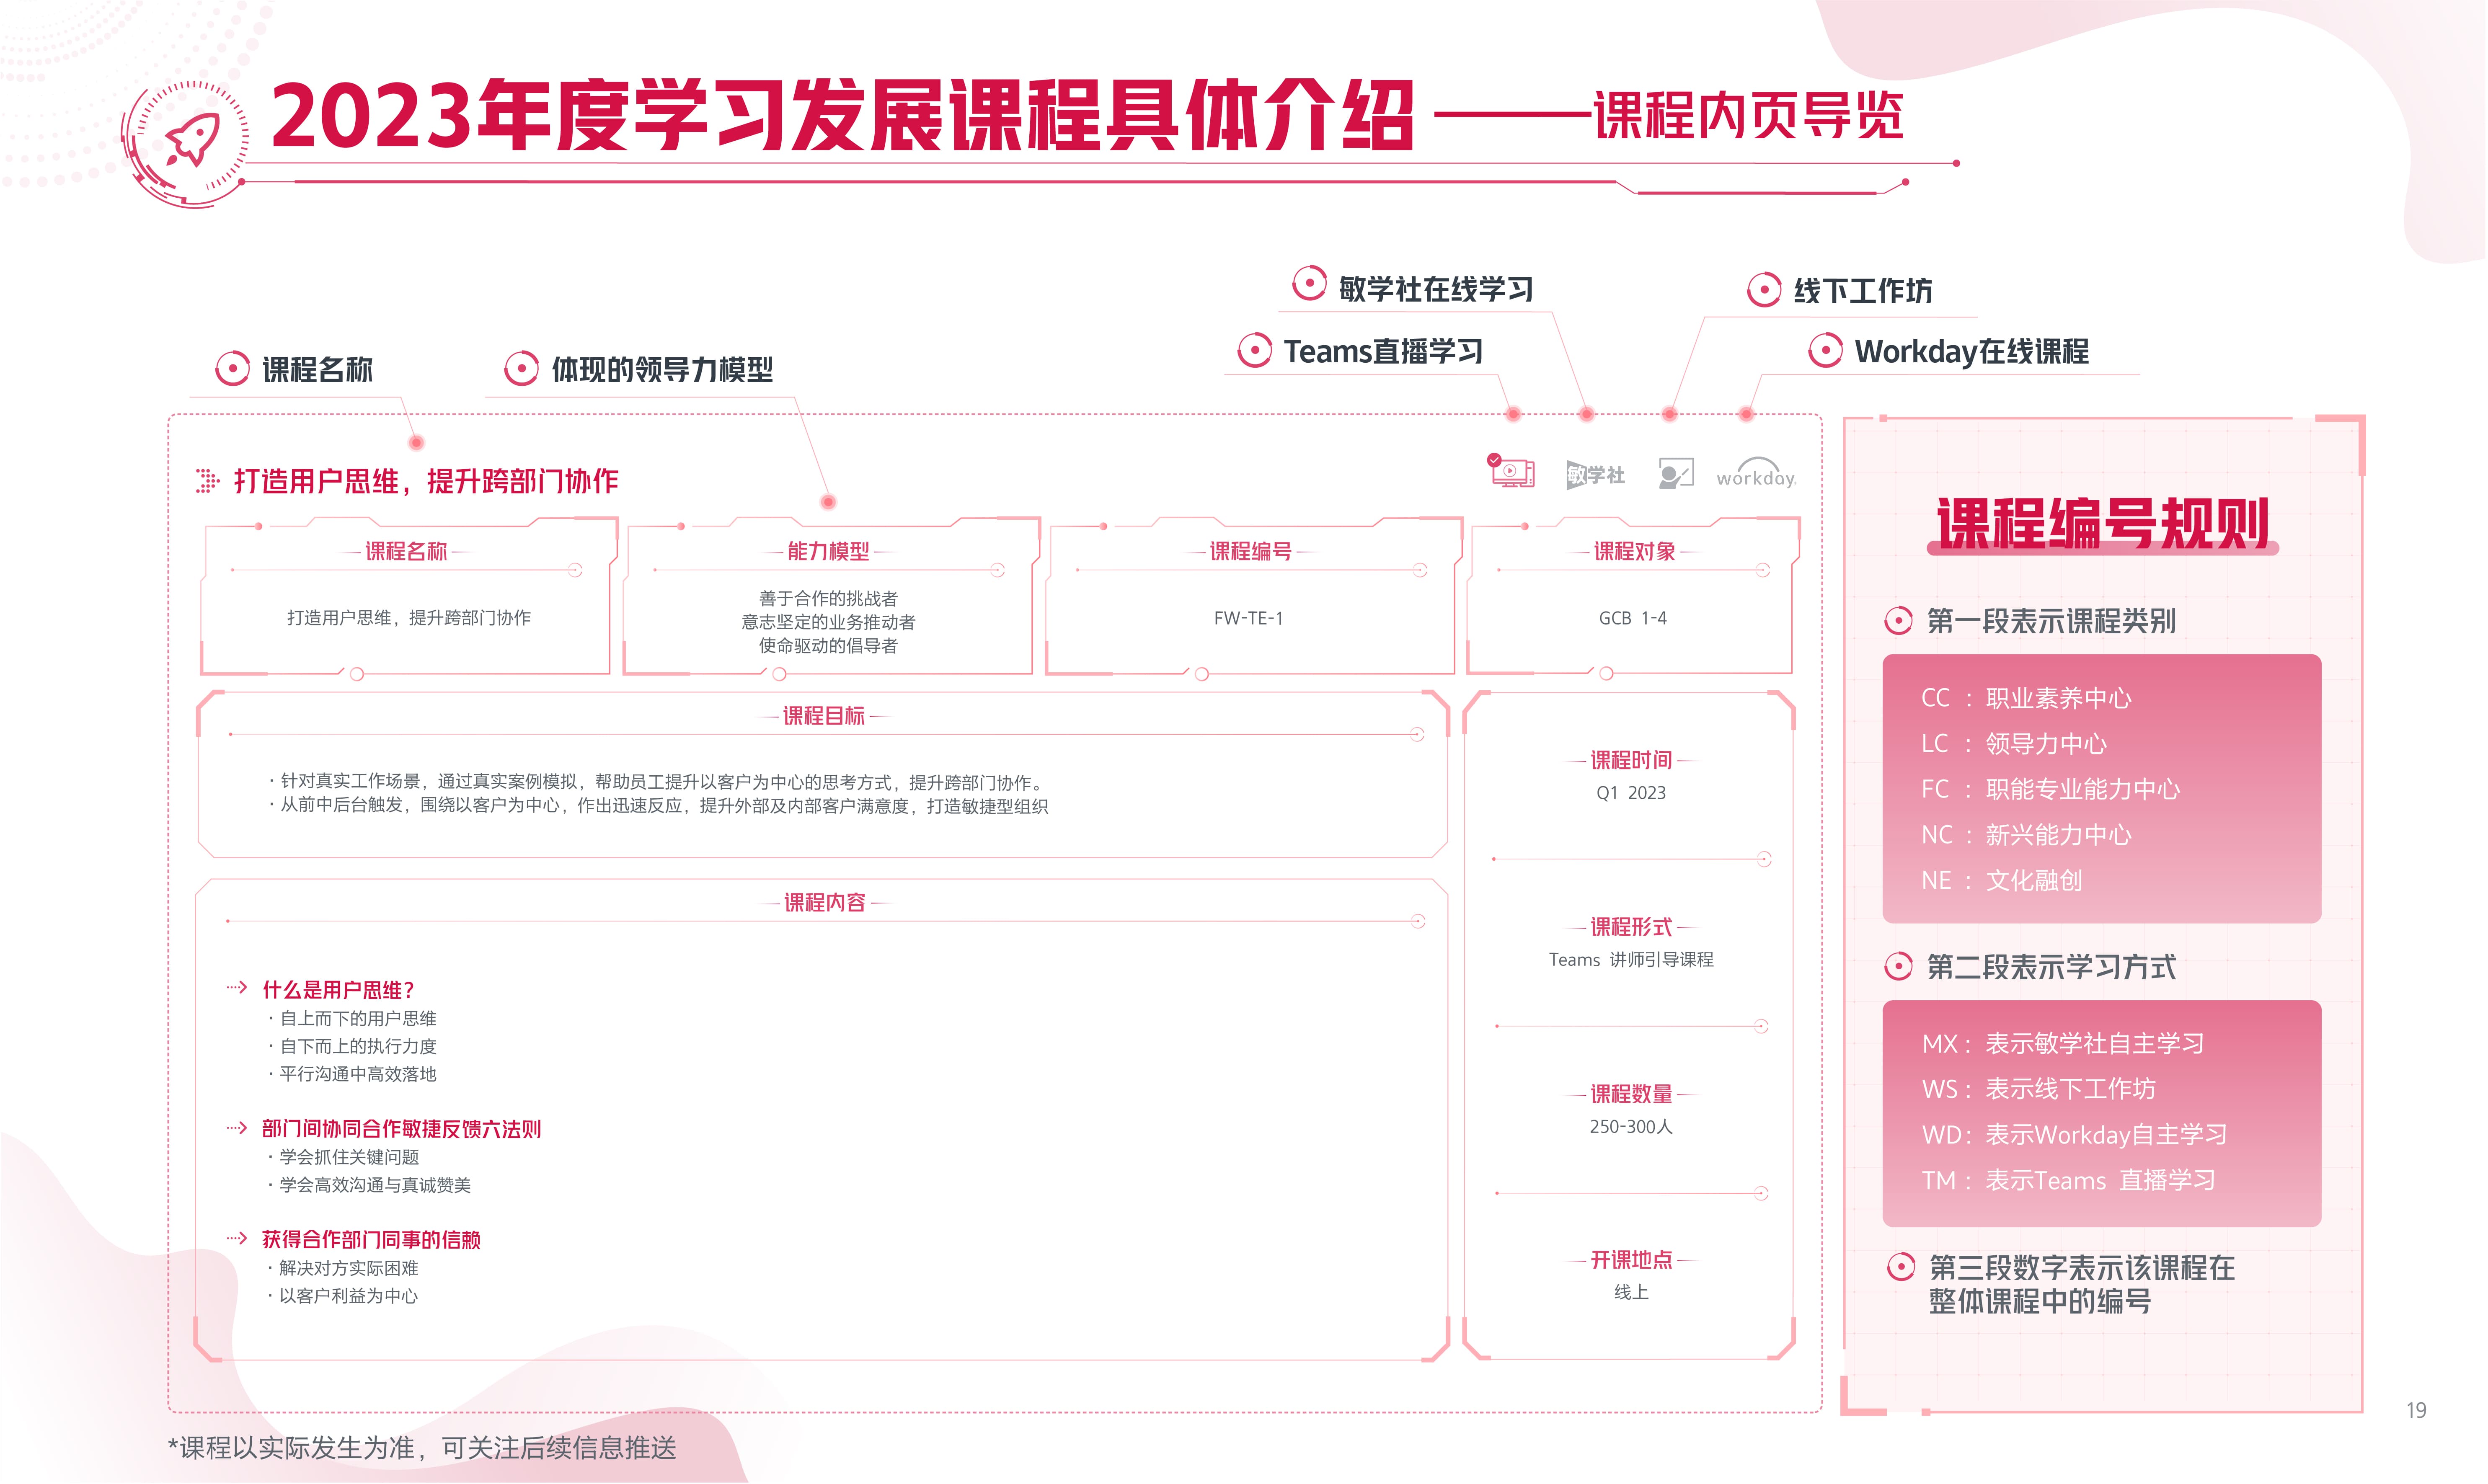 2023年度学习发展课程具体介绍 ——课程内页导览
敏学社在线学习
线下工作坊
Teams直播学习
Workday在线课程
课程名称
体现的领导力模型
打造用户思维，提升跨部门协作
敏学社
workday.
课程名称
打造用户思维，提升跨部门协作
能力模型
善于合作的挑战者
意志坚定的业务推动者
使命驱动的倡导者
课程编号
FW-TE-1
课程对象
GCB 1-4
课程目标
· 针对真实工作场景，通过真实案例模拟，帮助员工提升以客户为中心的思考方式，提升跨部门协作。
· 从前中后台触发，围绕以客户为中心，作出迅速反应，提升外部及内部客户满意度，打造敏捷型组织
课程内容
什么是用户思维？
· 自上而下的用户思维
· 自下而上的执行力度
· 平行沟通中高效落地
部门间协同合作敏捷反馈六法则
· 学会抓住关键问题
· 学会高效沟通与真诚赞美
获得合作部门同事的信赖
· 解决对方实际困难
· 以客户利益为中心
课程时间
Q1 2023
课程形式
Teams 讲师引导课程
课程数量
250-300人
开课地点
线上
课程编号规则
第一段表示课程类别
CC ：职业素养中心
LC ：领导力中心
FC ：职能专业能力中心
NC ：新兴能力中心
NE ：文化融创
第二段表示学习方式
MX：表示敏学社自主学习
WS：表示线下工作坊
WD：表示Workday自主学习
TM：表示Teams 直播学习
第三段数字表示该课程在
整体课程中的编号
*课程以实际发生为准，可关注后续信息推送
19